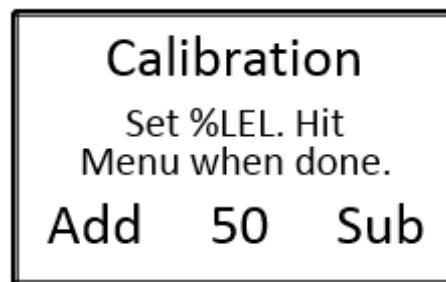 Calibration
Set %LEL. Hit
Menu when done.
Add 50 Sub